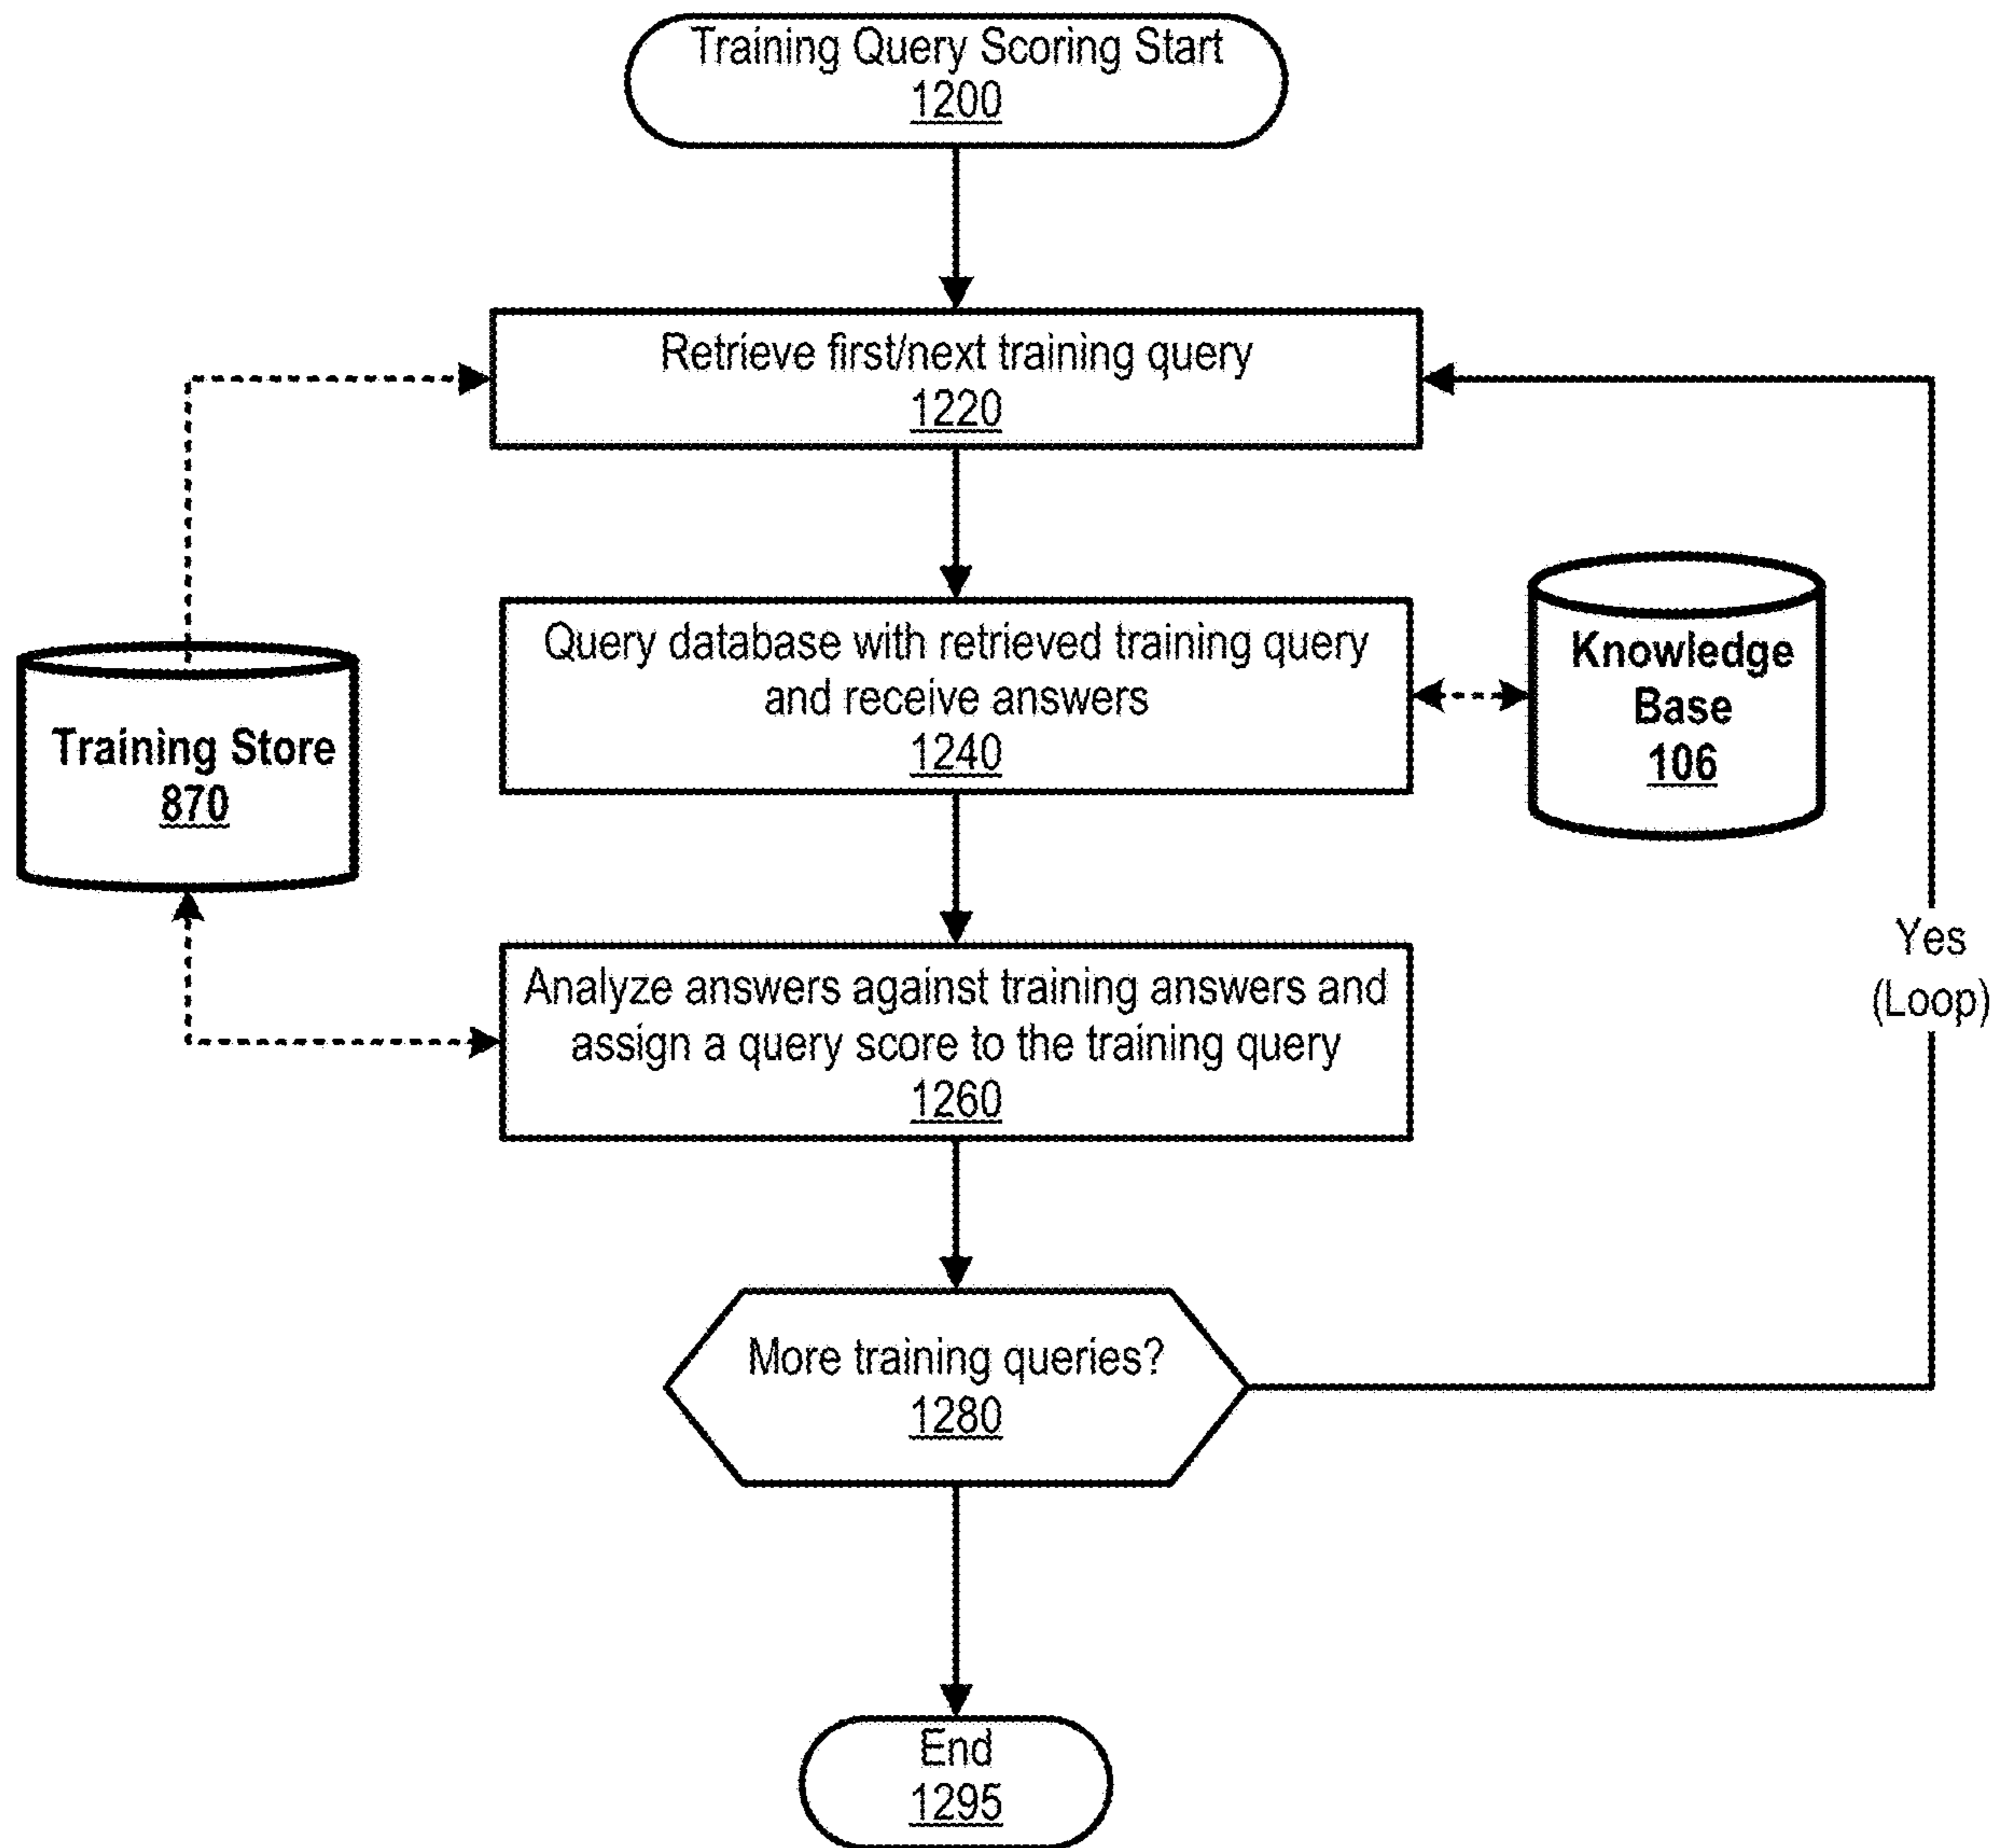 Training Query Scoring Start
1200
Retrieve first/next training query
1220
Query database with retrieved training query
and receive answers
1240
Knowledge
Base
106
Training Store
870
Analyze answers against training answers and
assign a query score to the training query
1260
Yes
(Loop)
More training queries?
1280
End
1295